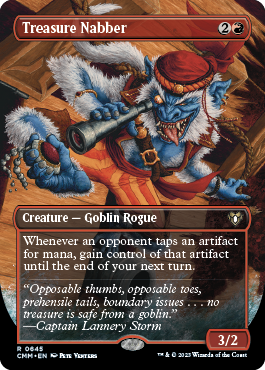 Treasure Nabber
2
Creature — Goblin Rogue
Whenever an opponent taps an artifact
for mana, gain control of that artifact
until the end of your next turn.
“Opposable thumbs, opposable toes,
prehensile tails, boundary issues . . . no
treasure is safe from a goblin.”
—Captain Lannery Storm
3/2
R 0645
CMM • EN Pete Venters
™ & © 2023 Wizards of the Coast